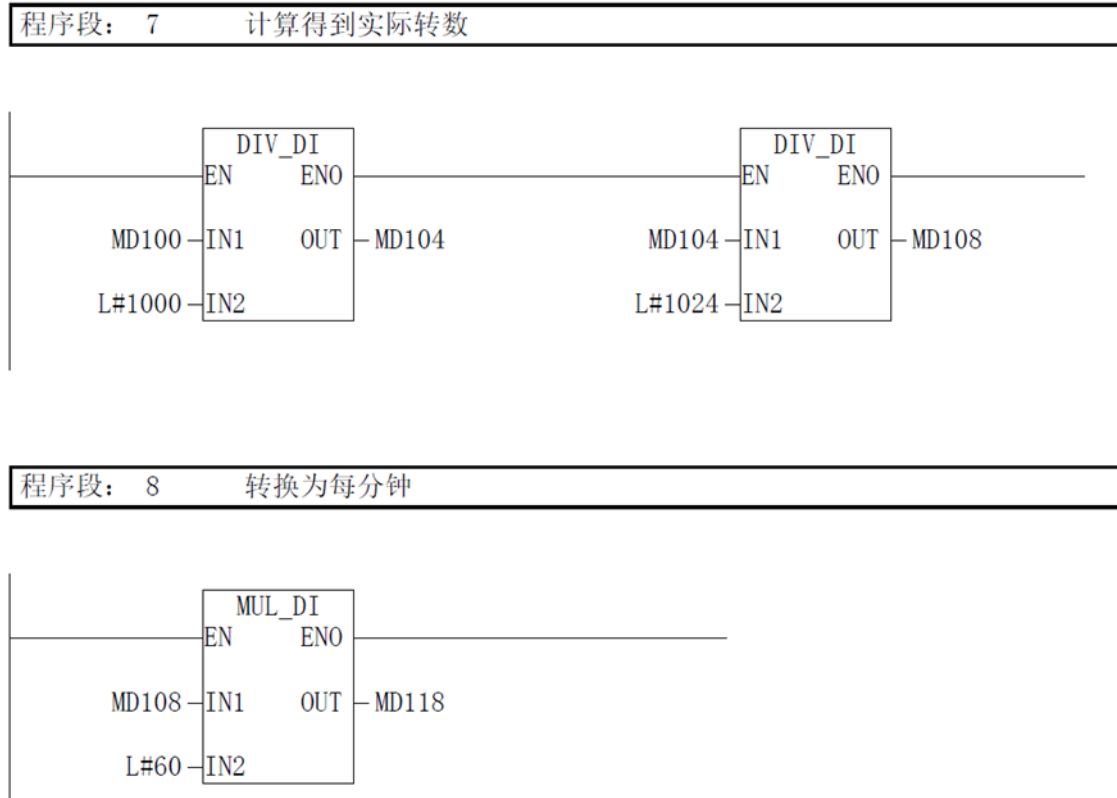 程序段： 7 计算得到实际转数
DIV_DI DIV_DI
EN ENO EN ENO
MD100 IN1 OUT MD104 MD104 IN1 OUT MD108
L#1000 IN2 L#1024 IN2
程序段： 8 转换为每分钟
MUL_DI
EN ENO
MD108 IN1 OUT MD118
L#60 IN2